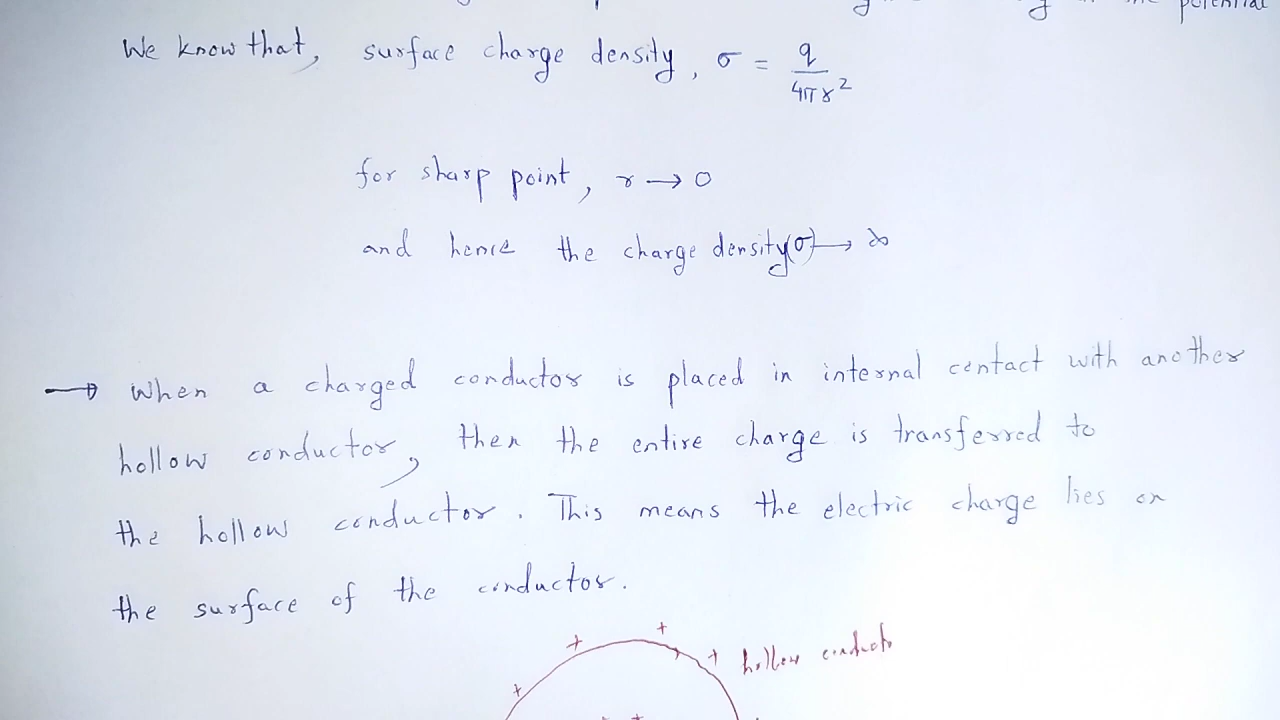 potential
We know that, surface charge density, σ = q / 4πr²
for sharp point, r → 0
and hence the charge density(σ) → ∞
→ When a charged conductor is placed in internal contact with another
hollow conductor, then the entire charge is transferred to
the hollow conductor. This means the electric charge lies on
the surface of the conductor.
+ +
+ hollow conducto
+